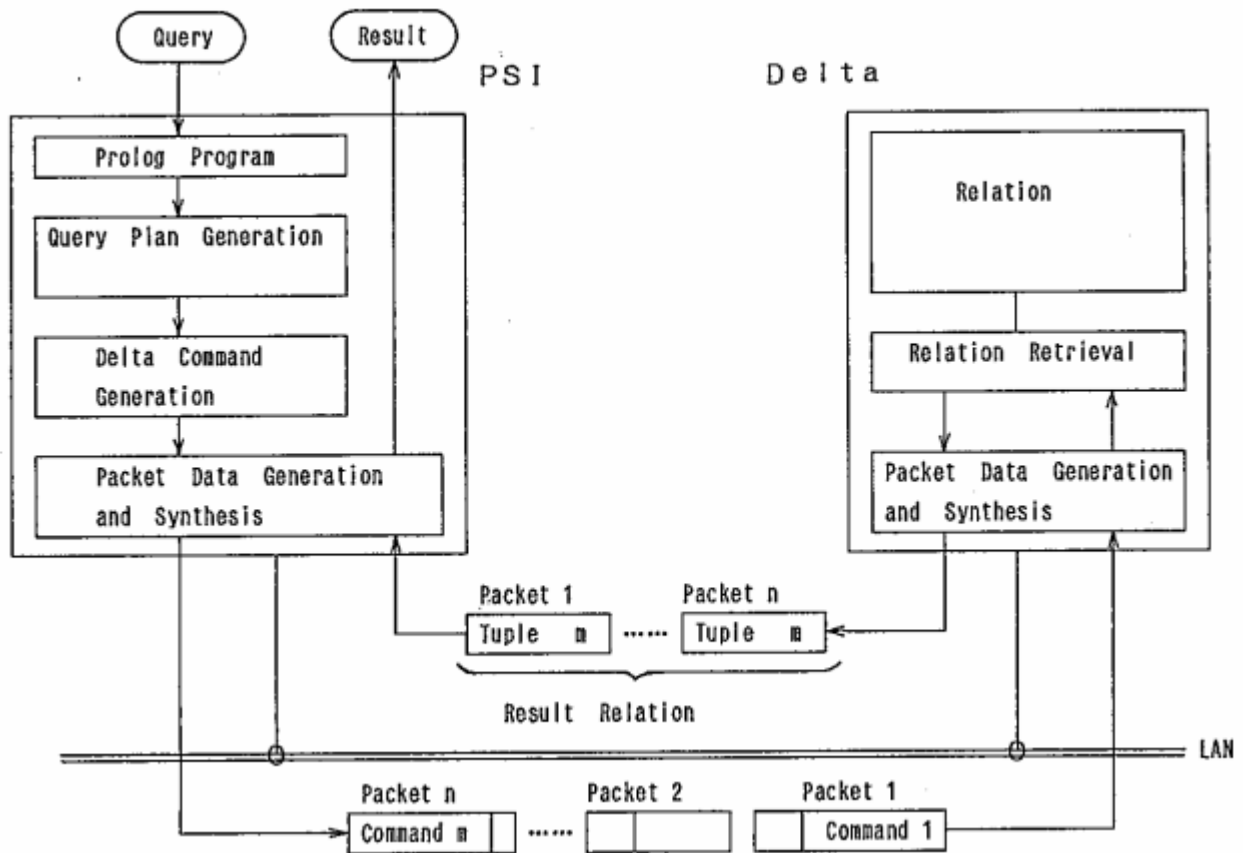 Query
Result
PSI
Delta
Prolog Program
Query Plan Generation
Delta Command
Generation
Packet Data Generation
and Synthesis
Relation
Relation Retrieval
Packet Data Generation
and Synthesis
Packet 1
Packet n
Tuple m
......
Tuple m
Result Relation
LAN
Packet n
Packet 2
Packet 1
Command m
......
Command 1